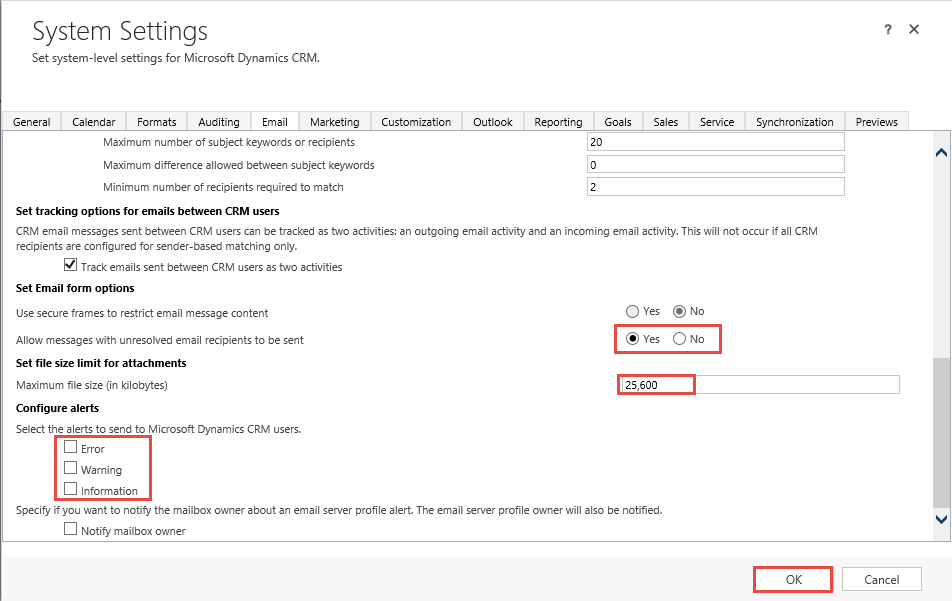 System Settings
?
Set system-level settings for Microsoft Dynamics CRM.
General Calendar Formats Auditing Email Marketing Customization Outlook Reporting Goals Sales Service Synchronization Previews
Maximum number of subject keywords or recipients 20
Maximum difference allowed between subject keywords 0
Minimum number of recipients required to match 2
Set tracking options for emails between CRM users
CRM email messages sent between CRM users can be tracked as two activities: an outgoing email activity and an incoming email activity. This will not occur if all CRM
recipients are configured for sender-based matching only.
Track emails sent between CRM users as two activities
Set Email form options
Use secure frames to restrict email message content Yes No
Allow messages with unresolved email recipients to be sent Yes No
Set file size limit for attachments
Maximum file size (in kilobytes) 25,600
Configure alerts
Select the alerts to send to Microsoft Dynamics CRM users.
Error
Warning
Information
Specify if you want to notify the mailbox owner about an email server profile alert. The email server profile owner will also be notified.
Notify mailbox owner
OK Cancel